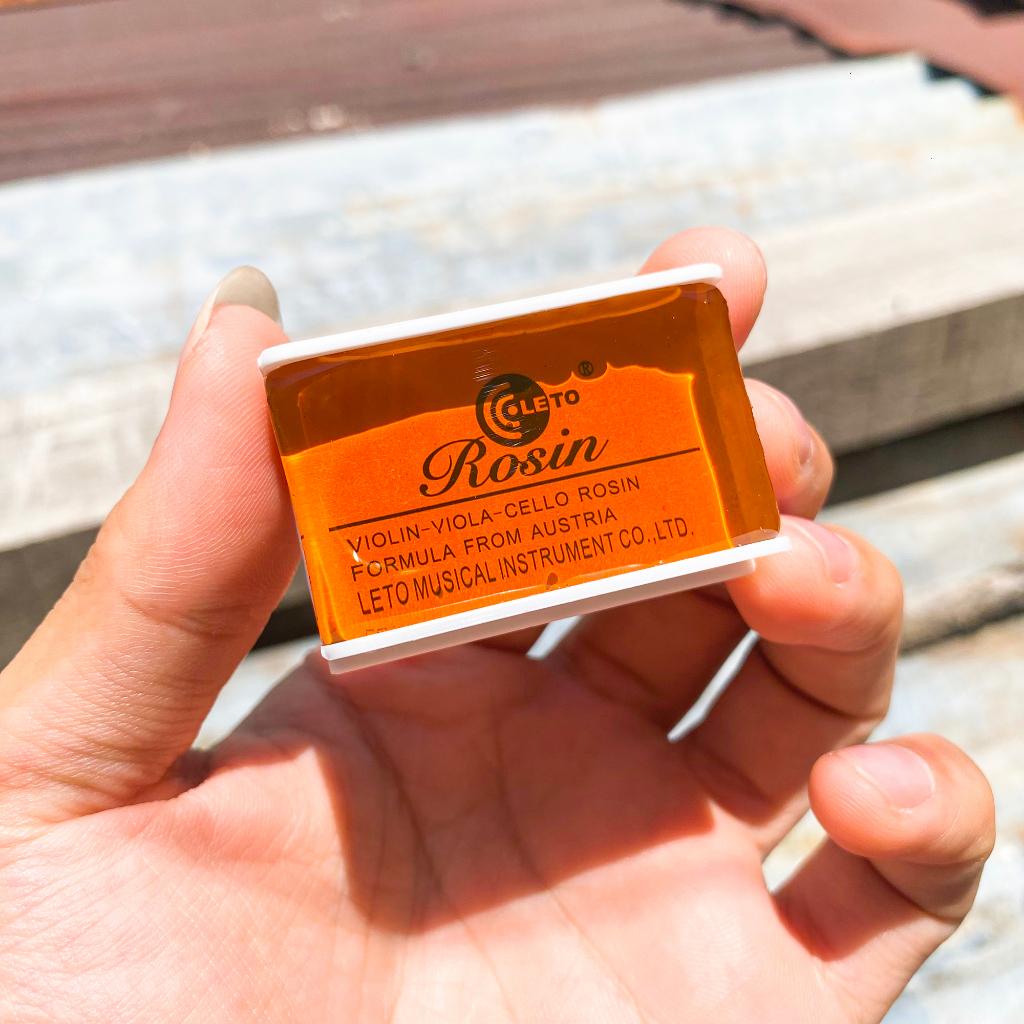 LETO ®
Rosin
VIOLIN-VIOLA-CELLO ROSIN
FORMULA FROM AUSTRIA
LETO MUSICAL INSTRUMENT CO.,LTD.